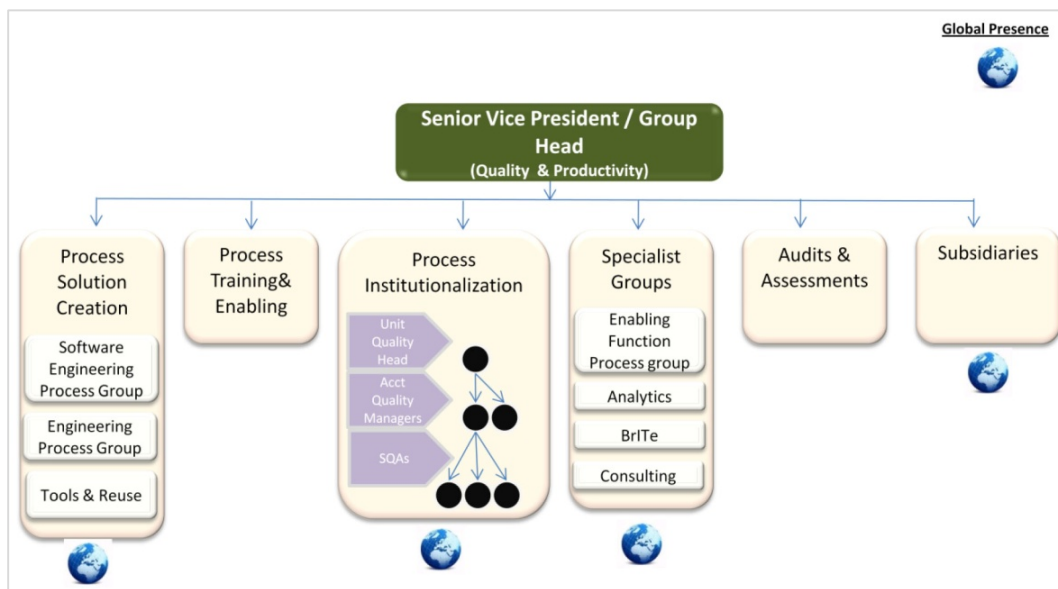 Global Presence
Senior Vice President / Group
Head
(Quality & Productivity)
Process
Solution
Creation
Software
Engineering
Process Group
Engineering
Process Group
Tools & Reuse
Process
Training&
Enabling
Process
Institutionalization
Unit
Quality
Head
Acct
Quality
Managers
SQAs
Specialist
Groups
Enabling
Function
Process group
Analytics
BrITe
Consulting
Audits &
Assessments
Subsidiaries